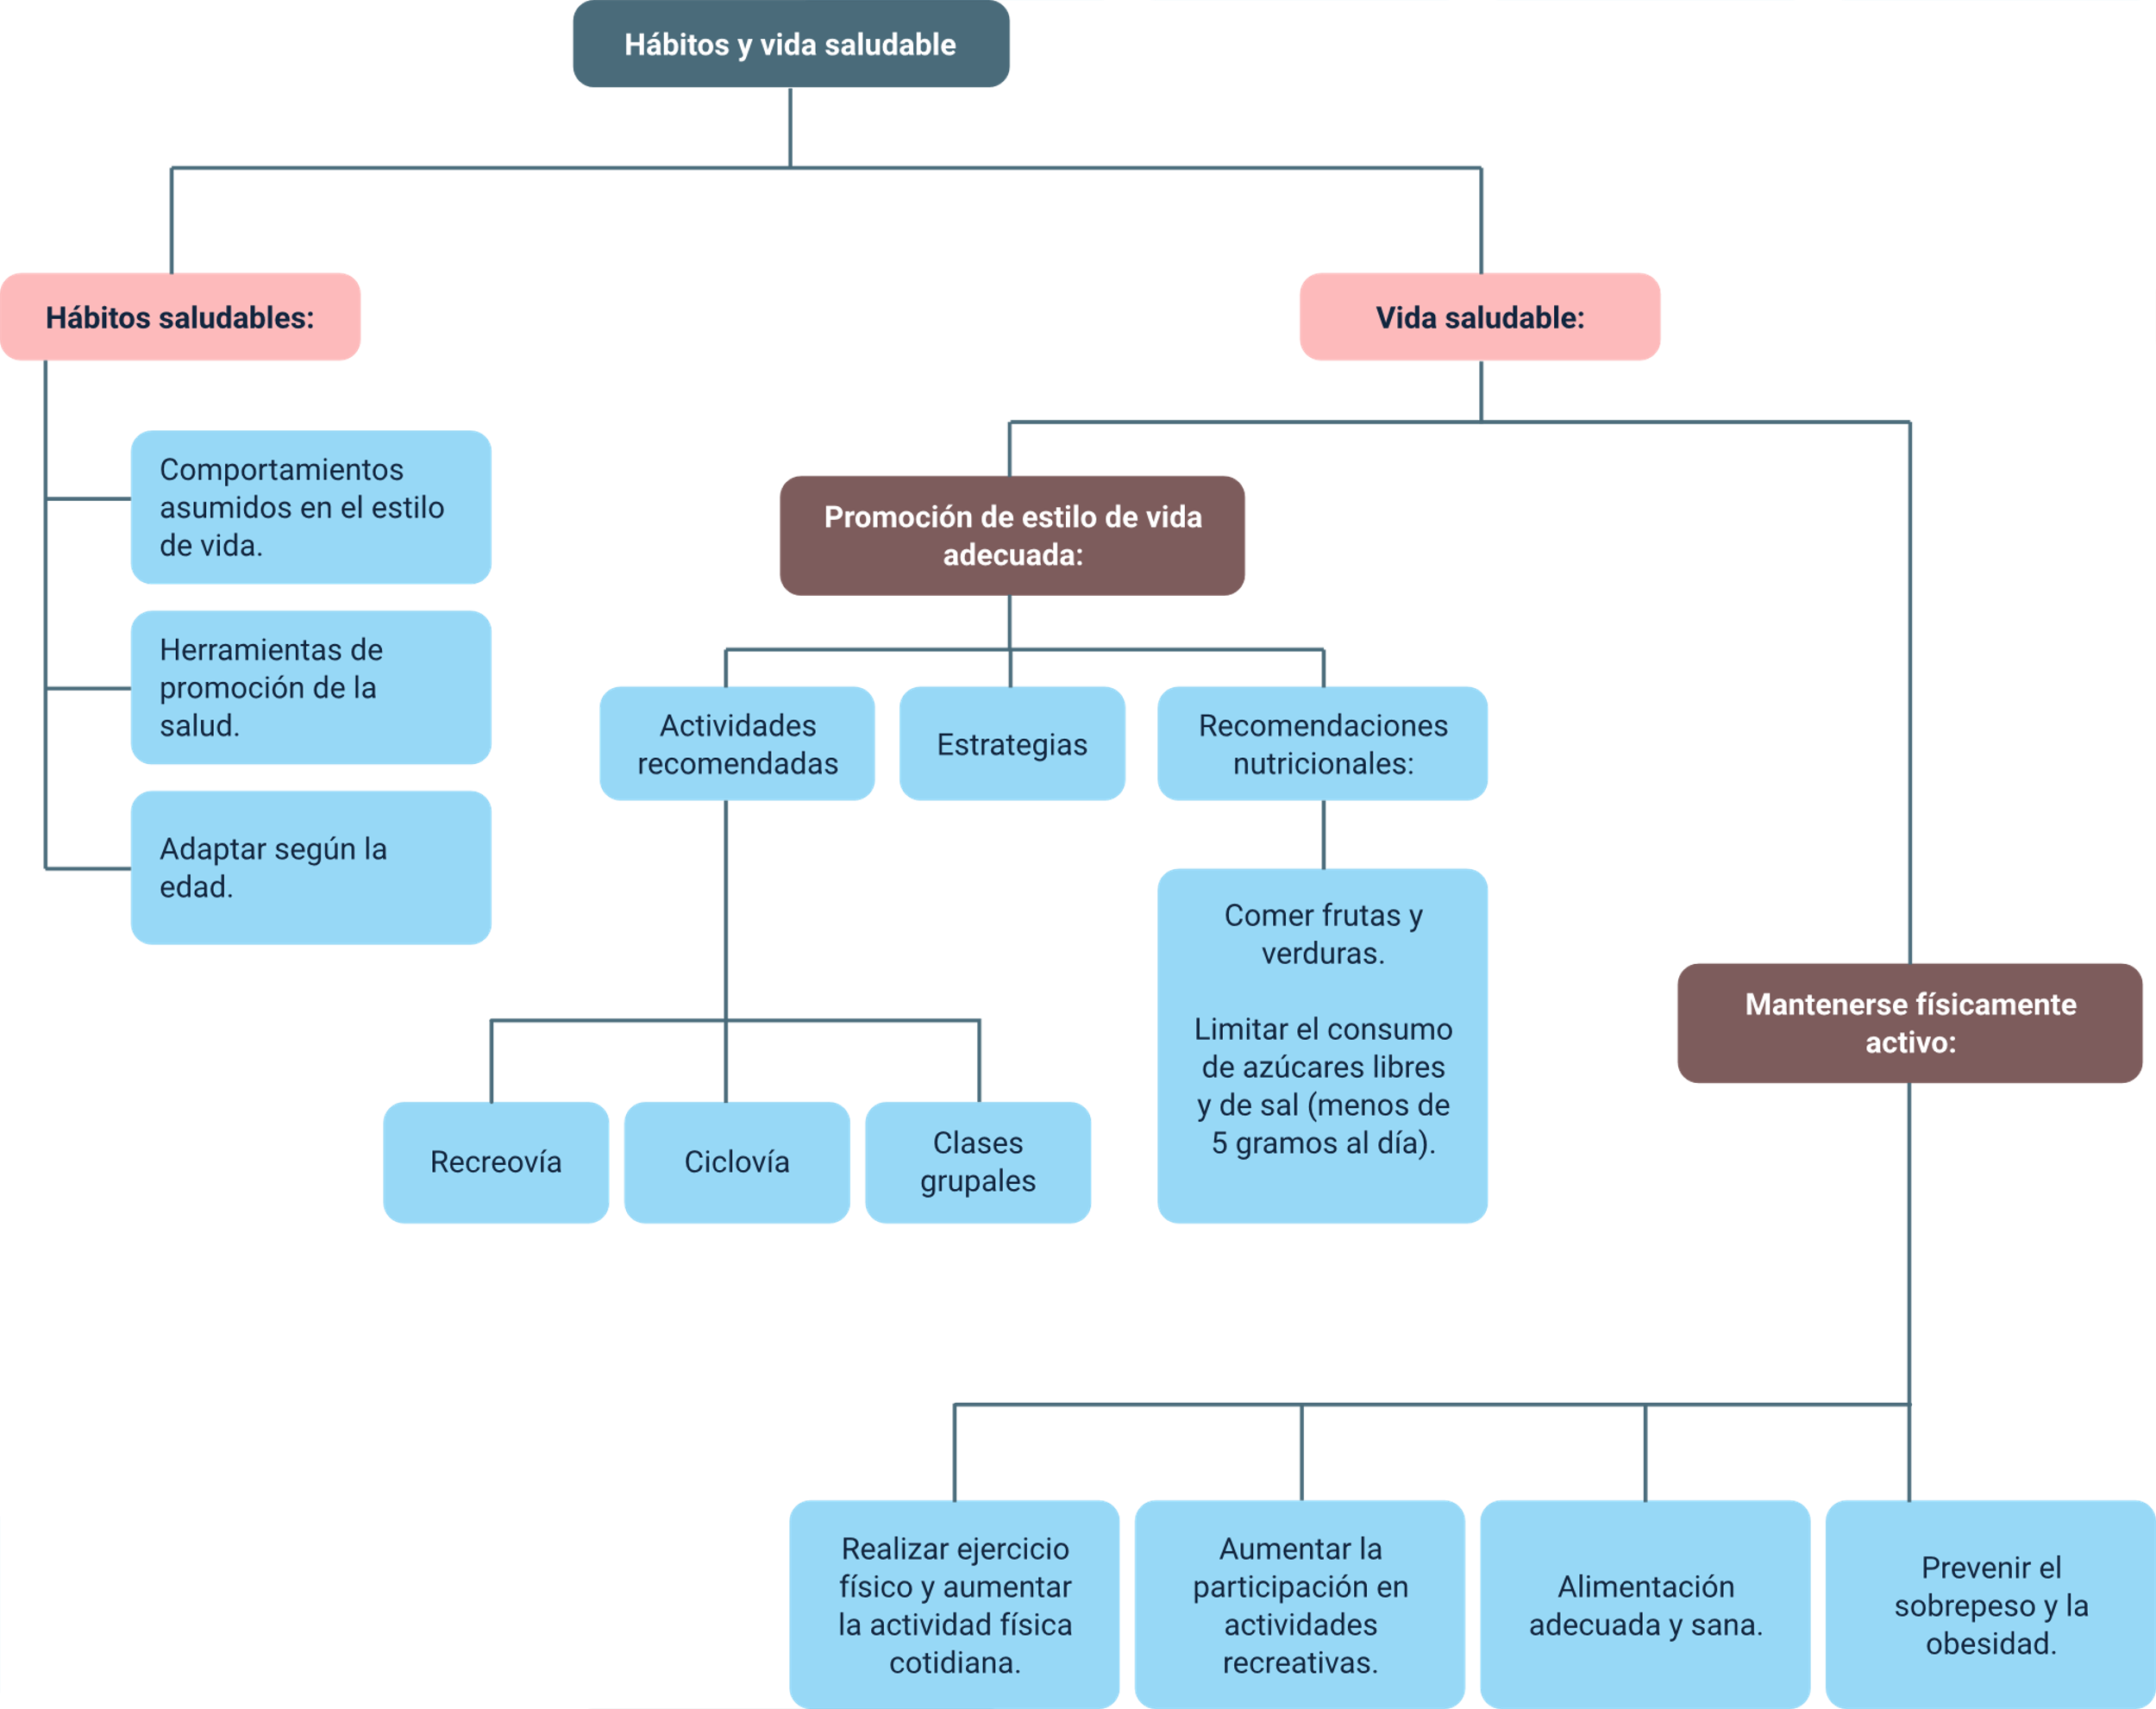 Hábitos y vida saludable
Hábitos saludables:
Comportamientos
asumidos en el estilo
de vida.
Herramientas de
promoción de la
salud.
Adaptar según la
edad.
Vida saludable:
Promoción de estilo de vida
adecuada:
Actividades
recomendadas
Recreovía
Ciclovía
Clases
grupales
Estrategias
Recomendaciones
nutricionales:
Comer frutas y
verduras.
Limitar el consumo
de azúcares libres
y de sal (menos de
5 gramos al día).
Mantenerse físicamente
activo:
Realizar ejercicio
físico y aumentar
la actividad física
cotidiana.
Aumentar la
participación en
actividades
recreativas.
Alimentación
adecuada y sana.
Prevenir el
sobrepeso y la
obesidad.